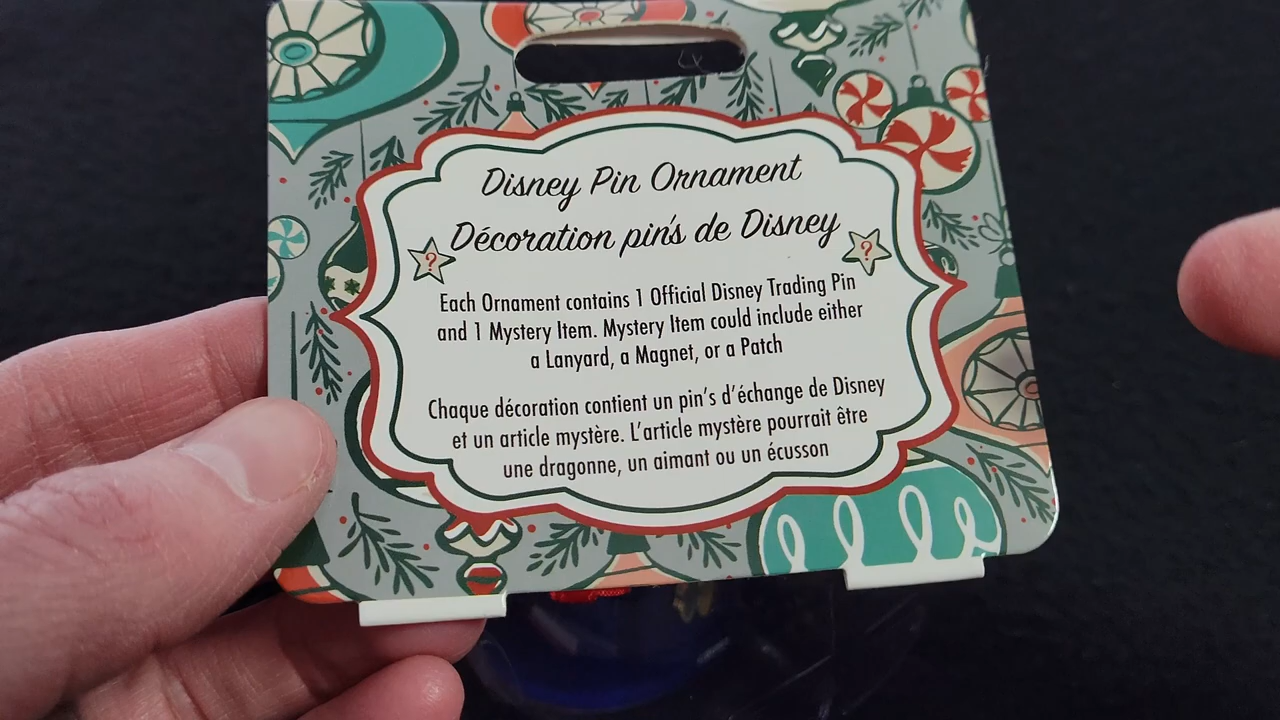 Disney Pin Ornament
Décoration pin's de Disney
? ?
Each Ornament contains 1 Official Disney Trading Pin
and 1 Mystery Item. Mystery Item could include either
a Lanyard, a Magnet, or a Patch
Chaque décoration contient un pin's d'échange de Disney
et un article mystère. L'article mystère pourrait être
une dragonne, un aimant ou un écusson